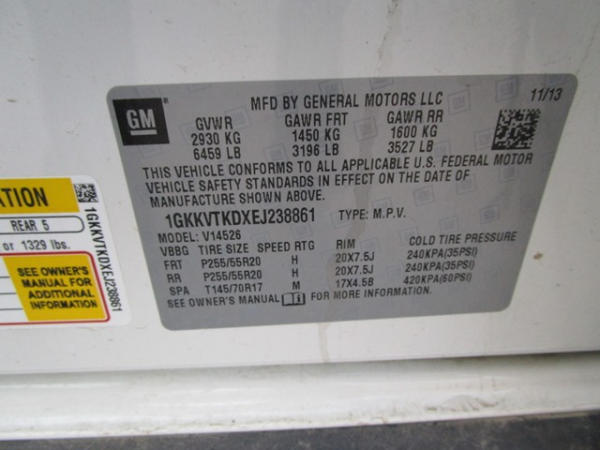 GM
MFD BY GENERAL MOTORS LLC 11/13
GVWR GAWR FRT GAWR RR
2930 KG 1450 KG 1600 KG
6459 LB 3196 LB 3527 LB
THIS VEHICLE CONFORMS TO ALL APPLICABLE U.S. FEDERAL MOTOR
VEHICLE SAFETY STANDARDS IN EFFECT ON THE DATE OF
MANUFACTURE SHOWN ABOVE.
1GKKVTKDXEJ238861 TYPE: M.P.V.
MODEL: V14526
VBBG TIRE SIZE SPEED RTG RIM COLD TIRE PRESSURE
FRT P255/55R20 H 20X7.5J 240KPA(35PSI)
RR P255/55R20 H 20X7.5J 240KPA(35PSI)
SPA T145/70R17 M 17X4.5B 420KPA(60PSI)
SEE OWNER'S MANUAL FOR MORE INFORMATION.
ATION
REAR 5
or 1329 lbs.
SEE OWNER'S
MANUAL FOR
ADDITIONAL
INFORMATION
1GKKVTKDXEJ238861